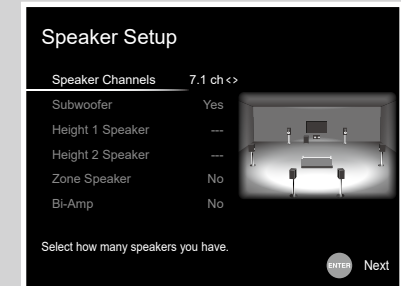 Speaker Setup
Speaker Channels 7.1 ch<>
Subwoofer Yes
Height 1 Speaker ---
Height 2 Speaker ---
Zone Speaker No
Bi-Amp No
Select how many speakers you have.
ENTER Next